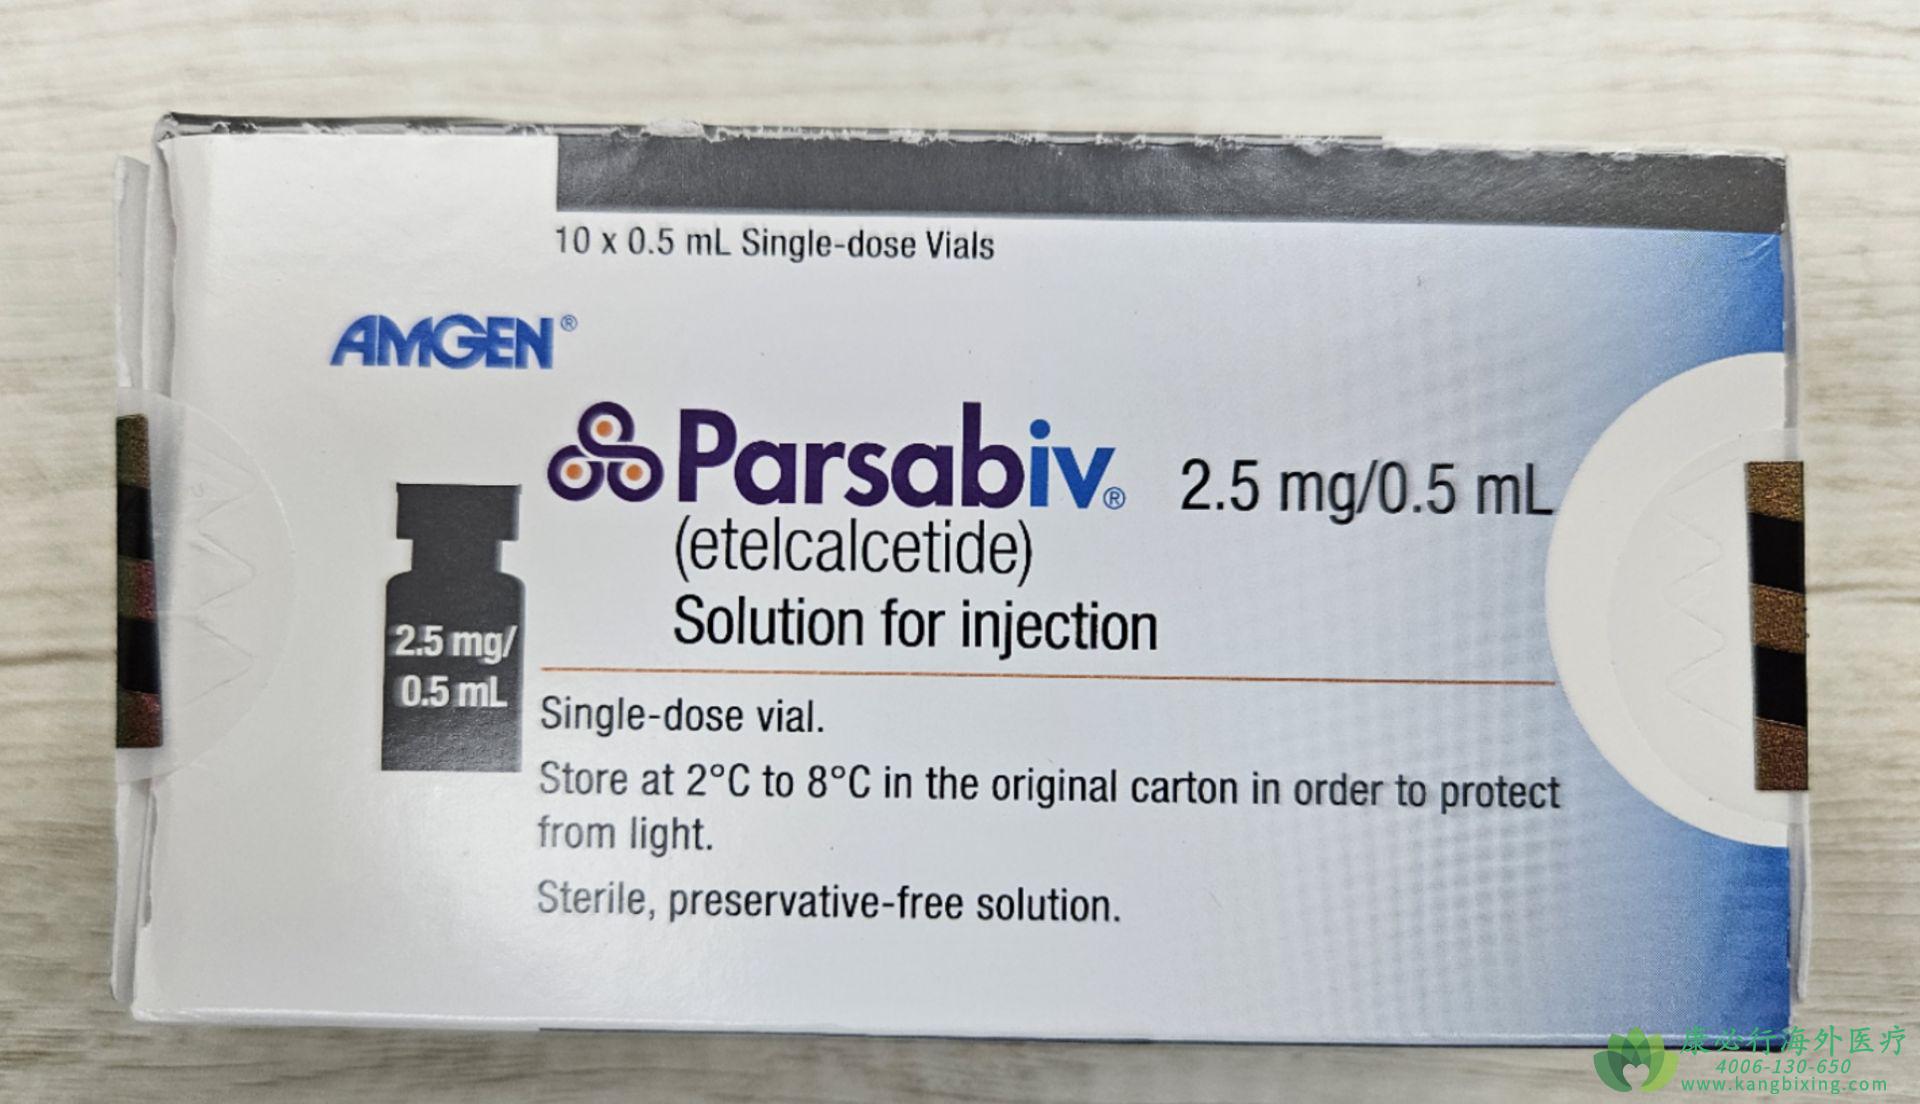 10 x 0.5 mL Single-dose Vials
AMGEN®
Parsabiv® 2.5 mg/0.5 mL
(etelcalcetide)
Solution for injection
2.5 mg/
0.5 mL
Single-dose vial.
Store at 2°C to 8°C in the original carton in order to protect
from light.
Sterile, preservative-free solution.
康必行海外医疗
4006-130-650
www.kangbixing.com